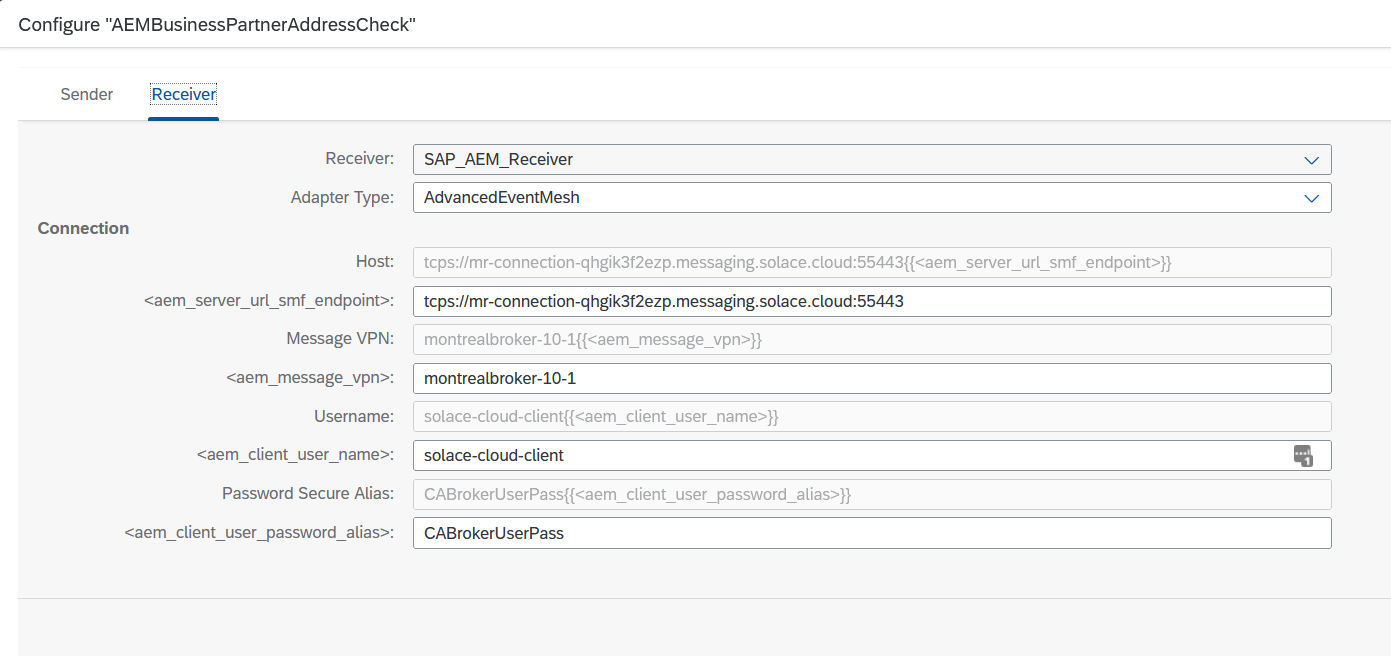 Configure "AEMBusinessPartnerAddressCheck"
Sender Receiver
Receiver: SAP_AEM_Receiver
Adapter Type: AdvancedEventMesh
Connection
Host: tcps://mr-connection-qhgik3f2ezp.messaging.solace.cloud:55443{{<aem_server_url_smf_endpoint>}}
<aem_server_url_smf_endpoint>: tcps://mr-connection-qhgik3f2ezp.messaging.solace.cloud:55443
Message VPN: montrealbroker-10-1{{<aem_message_vpn>}}
<aem_message_vpn>: montrealbroker-10-1
Username: solace-cloud-client{{<aem_client_user_name>}}
<aem_client_user_name>: solace-cloud-client 1
Password Secure Alias: CABrokerUserPass{{<aem_client_user_password_alias>}}
<aem_client_user_password_alias>: CABrokerUserPass